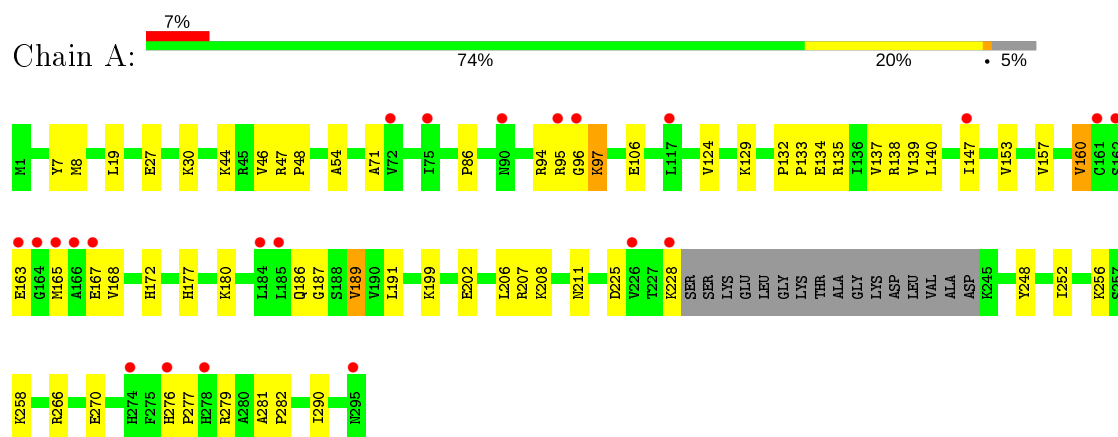 7%
Chain A:
74% 20% • 5%
M1 Y7 M8 L19 E27 K30 K44 R45 V46 R47 P48 A54 A71 V72 I75 P86 N90 R94 R95 G96 K97 E106 L117 V124 K129 P132 P133 E134 R135 I136 V137 R138 V139 L140 I147 V153 V157 V160 C161 S162
E163 G164 M165 A166 E167 V168 H172 H177 K180 L184 L185 Q186 G187 S188 V189 V190 L191 K199 E202 L206 R207 K208 N211 D225 V226 T227 K228 SER SER LYS GLU LEU GLY LYS THR ALA GLY LYS ASP LEU VAL ALA ASP K245 Y248 I252 K256 S257
K258 R266 E270 H274 F275 H276 P277 H278 R279 A280 A281 P282 I290 N295